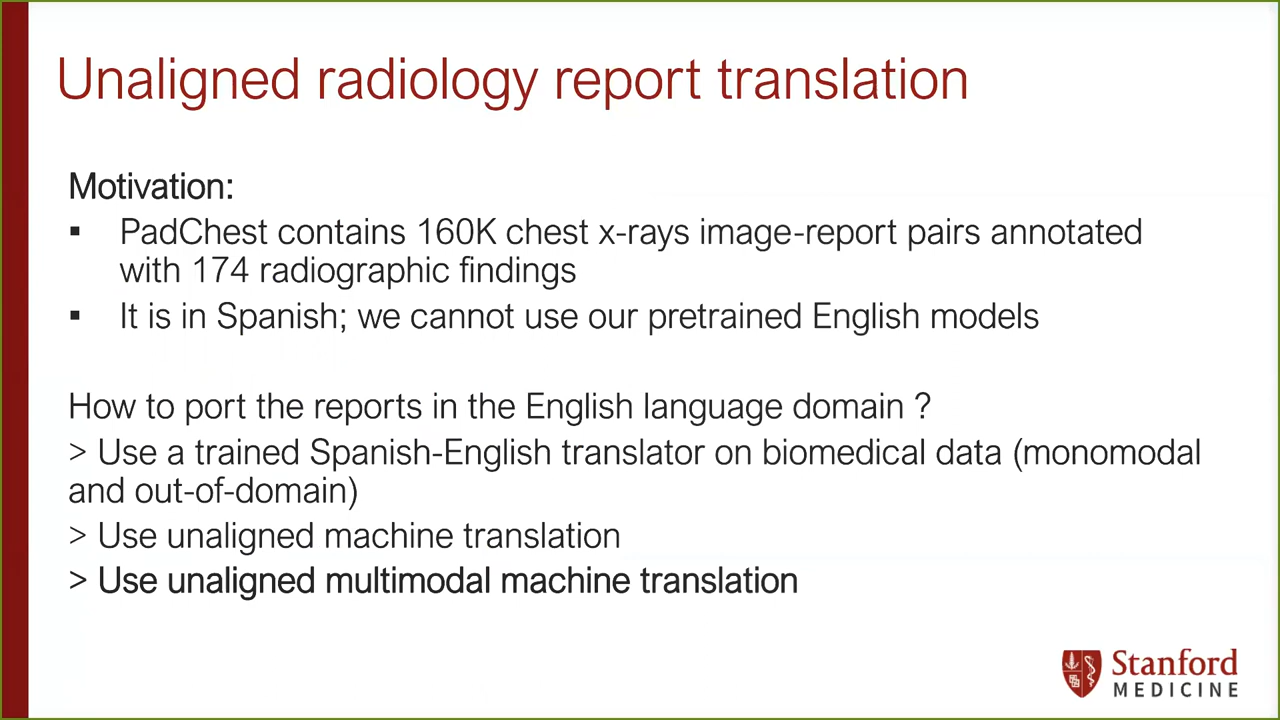 Unaligned radiology report translation
Motivation:
▪ PadChest contains 160K chest x-rays image-report pairs annotated
with 174 radiographic findings
▪ It is in Spanish; we cannot use our pretrained English models
How to port the reports in the English language domain ?
> Use a trained Spanish-English translator on biomedical data (monomodal
and out-of-domain)
> Use unaligned machine translation
> Use unaligned multimodal machine translation
Stanford
MEDICINE